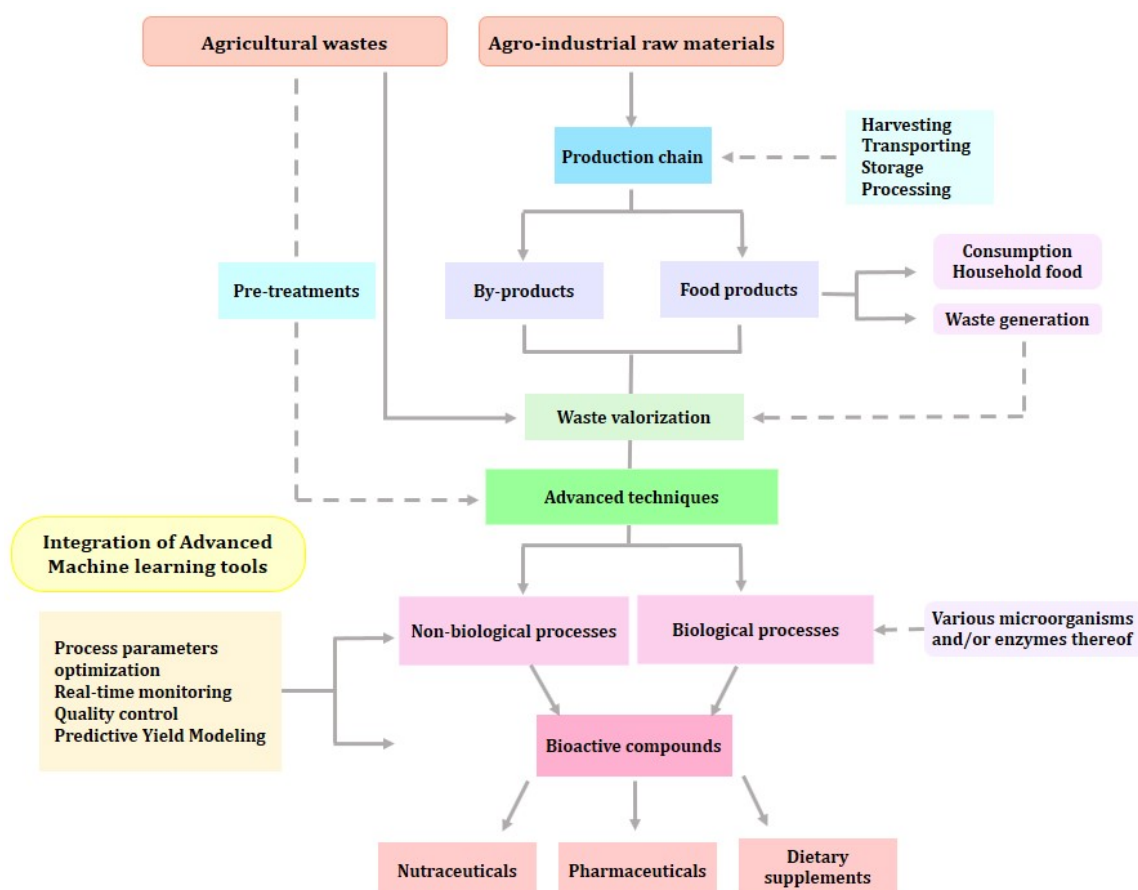 Agricultural wastes
Agro-industrial raw materials
Production chain
Harvesting
Transporting
Storage
Processing
Pre-treatments
By-products
Food products
Consumption
Household food
Waste generation
Waste valorization
Advanced techniques
Integration of Advanced
Machine learning tools
Process parameters
optimization
Real-time monitoring
Quality control
Predictive Yield Modeling
Non-biological processes
Biological processes
Various microorganisms
and/or enzymes thereof
Bioactive compounds
Nutraceuticals
Pharmaceuticals
Dietary
supplements